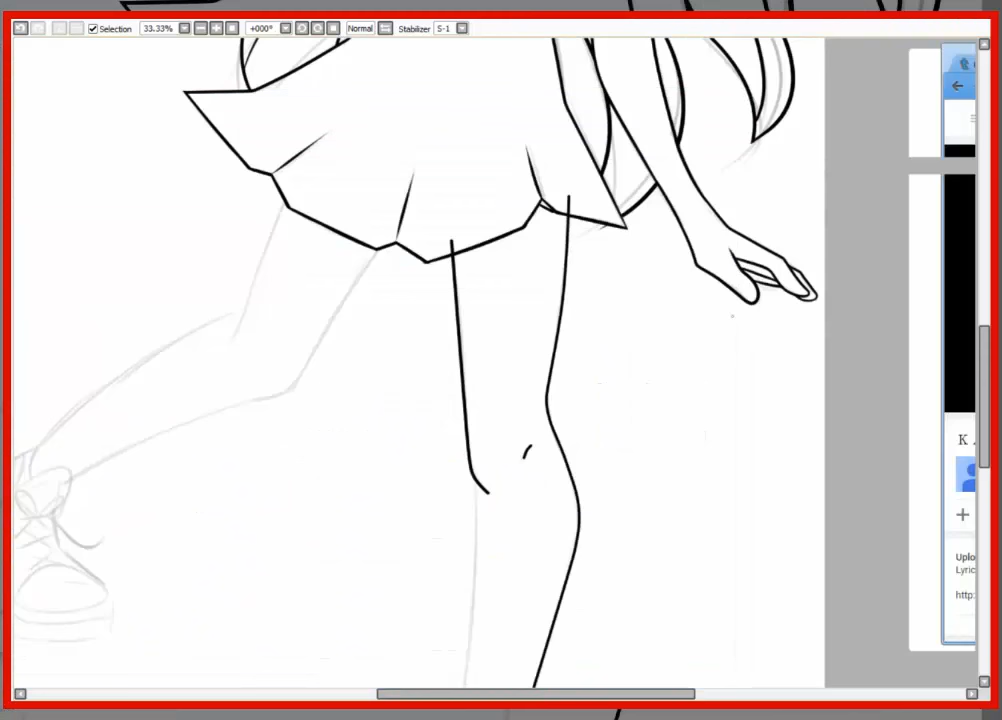 Selection 33.33% +000° Normal Stabilizer S-1
K.
Uplo
Lyric
http: